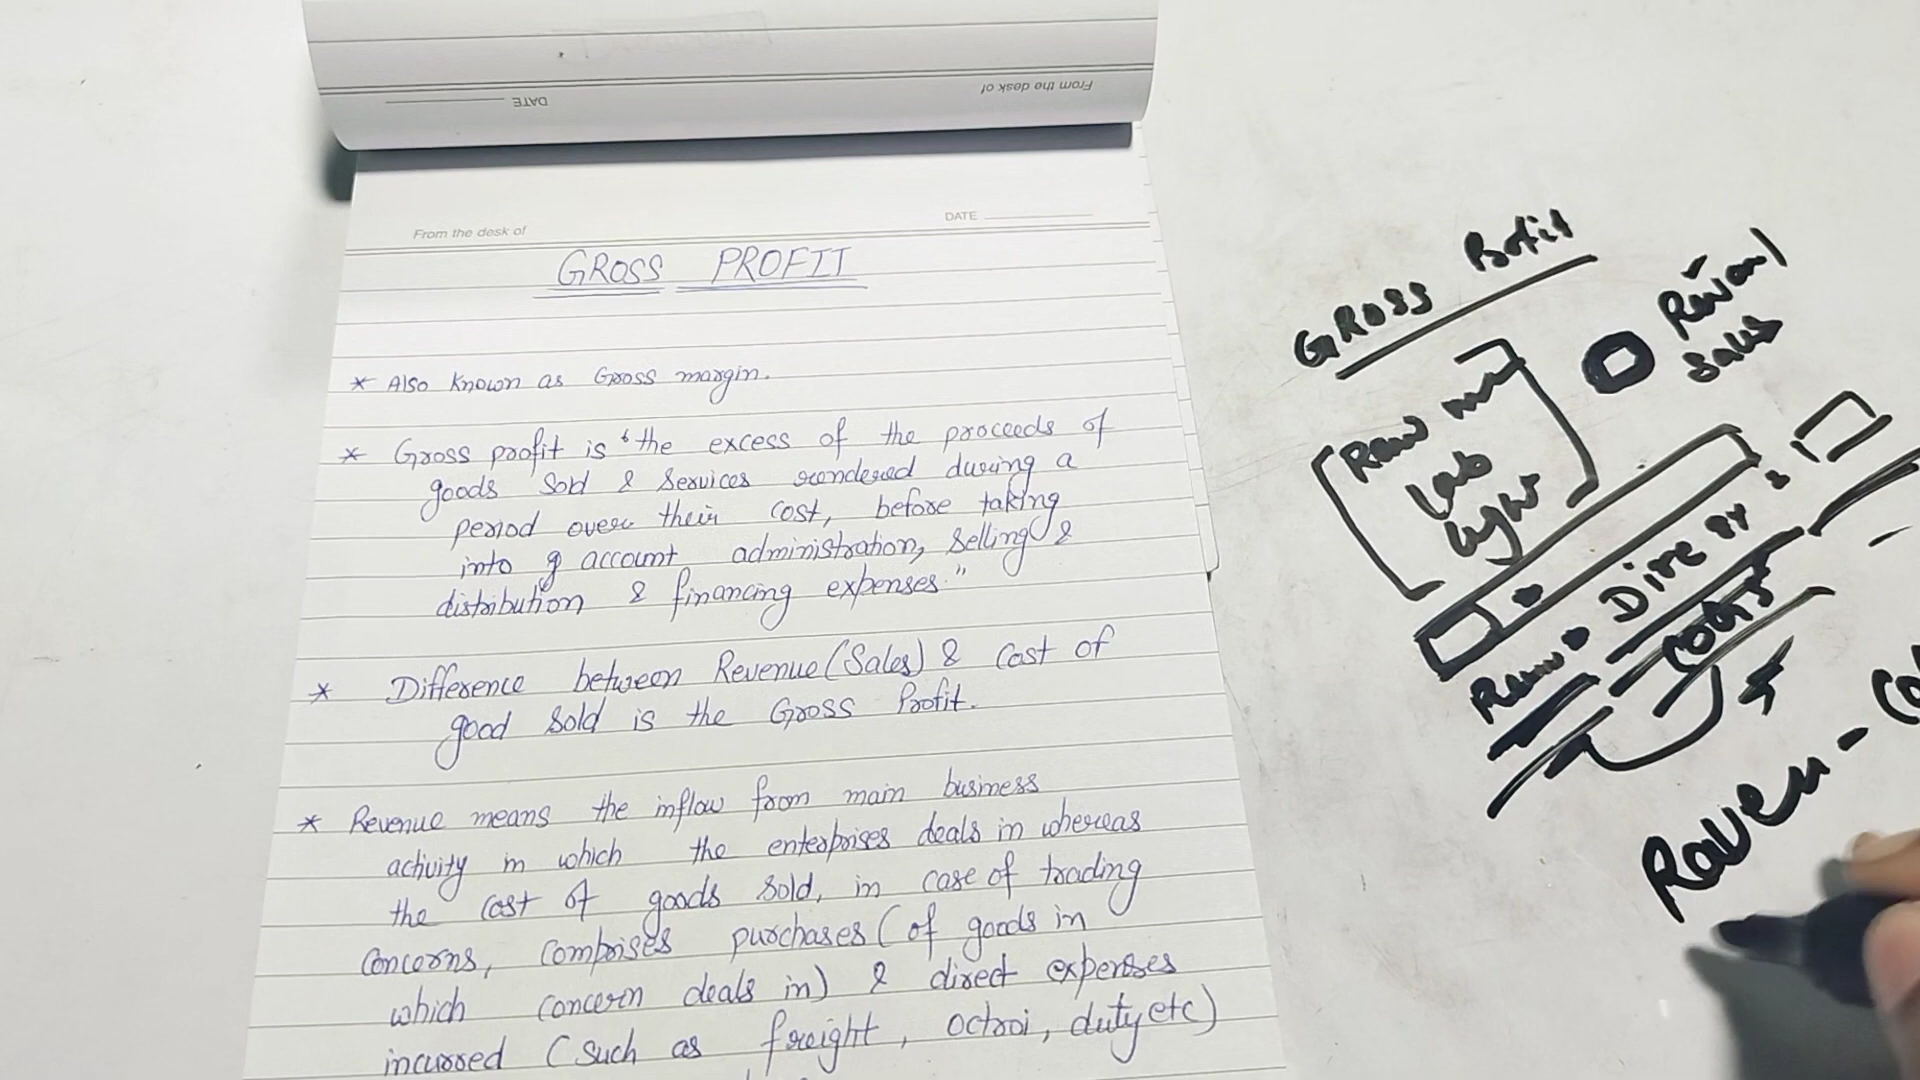 From the desk of
DATE
From the desk of
DATE
GROSS PROFIT
* Also known as Gross margin.
* Gross profit is "the excess of the proceeds of
goods sold & services rendered during a
period over their cost, before taking
into account administration, selling &
distribution & financing expenses."
* Difference between Revenue (Sales) & Cost of
good sold is the Gross Profit.
* Revenue means the inflow from main business
activity in which the enterprises deals in whereas
the cost of goods sold, in case of trading
concerns, comprises purchases (of goods in
which concern deals in) & direct expenses
incurred (such as freight, octroi, duty etc)
GROSS
Sales
Raw
Lab